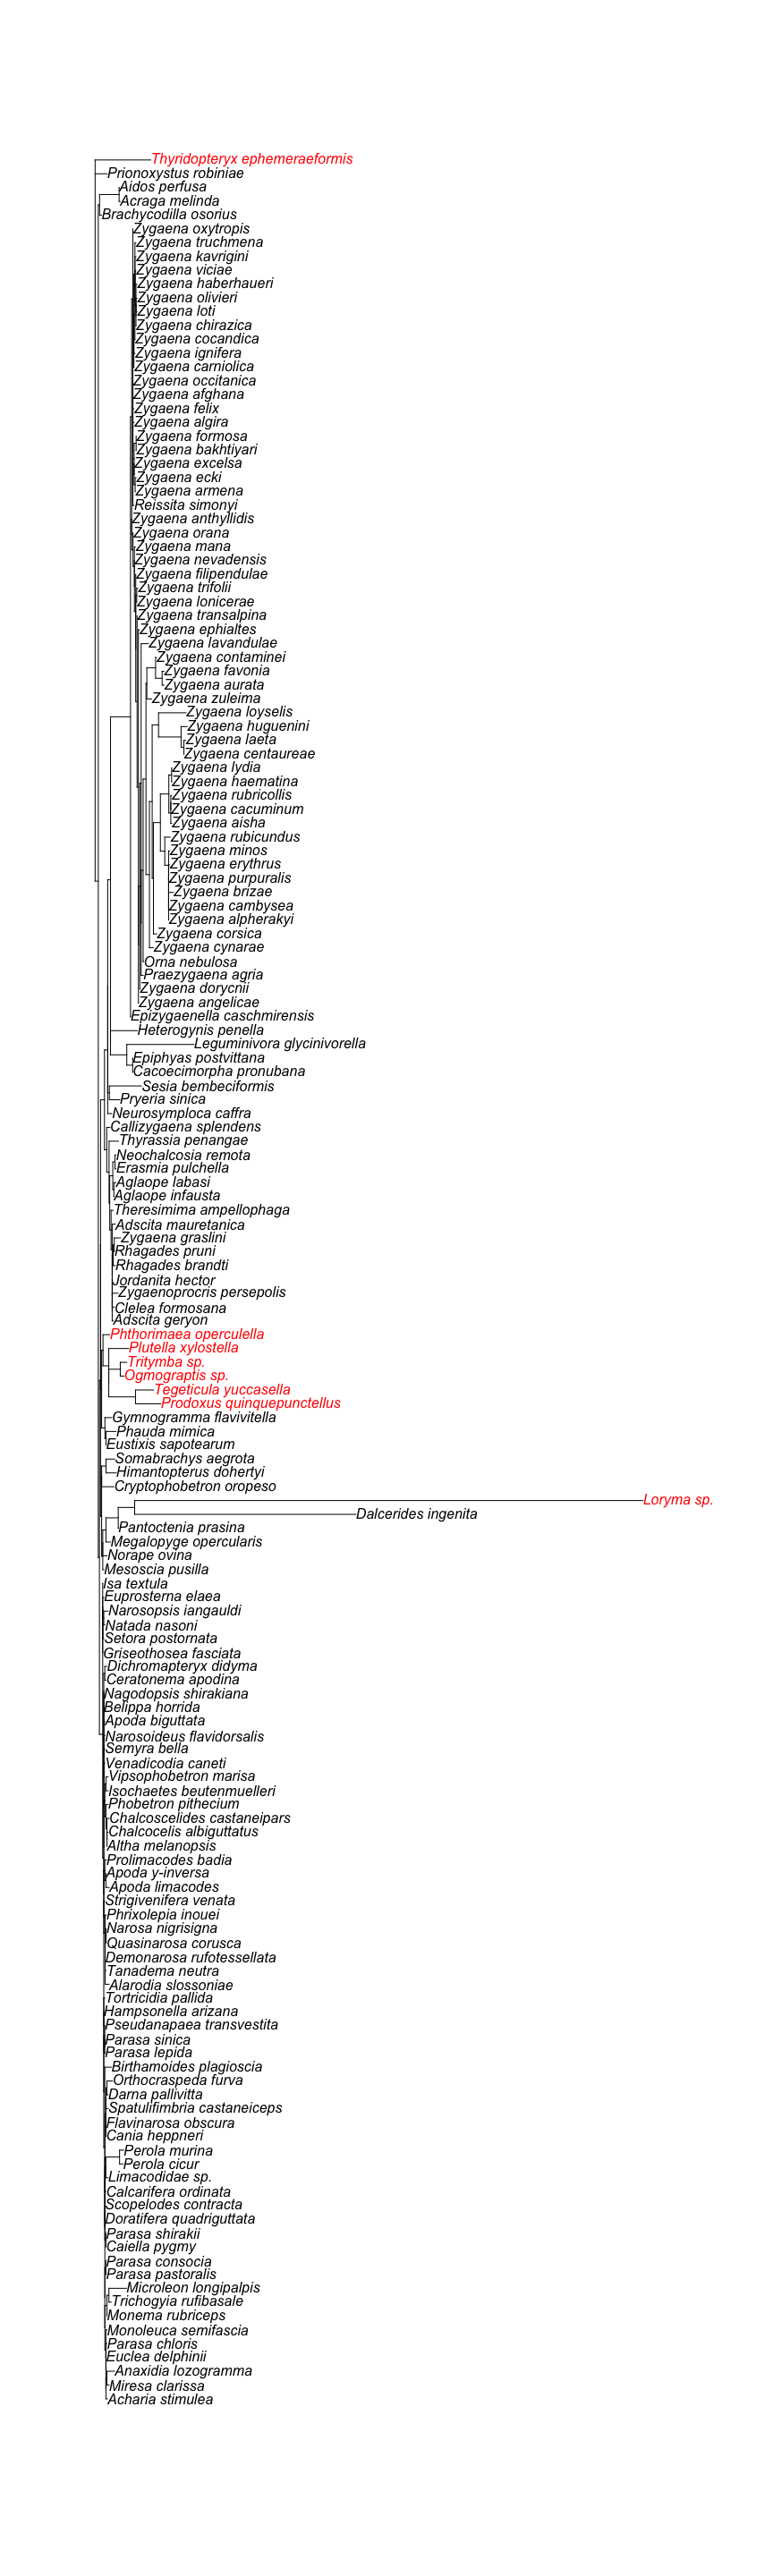 Thyridopteryx ephemeraeformis
Prionoxystus robiniae
Aidos perfusa
Acraga melinda
Brachycodilla osorius
Zygaena oxytropis
Zygaena truchmena
Zygaena kavrigini
Zygaena viciae
Zygaena haberhaueri
Zygaena olivieri
Zygaena loti
Zygaena chirazica
Zygaena cocandica
Zygaena ignifera
Zygaena carniolica
Zygaena occitanica
Zygaena afghana
Zygaena felix
Zygaena algira
Zygaena formosa
Zygaena bakhtiyari
Zygaena excelsa
Zygaena ecki
Zygaena armena
Reissita simonyi
Zygaena anthyllidis
Zygaena orana
Zygaena mana
Zygaena nevadensis
Zygaena filipendulae
Zygaena trifolii
Zygaena lonicerae
Zygaena transalpina
Zygaena ephialtes
Zygaena lavandulae
Zygaena contaminei
Zygaena favonia
Zygaena aurata
Zygaena zuleima
Zygaena loyselis
Zygaena huguenini
Zygaena laeta
Zygaena centaureae
Zygaena lydia
Zygaena haematina
Zygaena rubricollis
Zygaena cacuminum
Zygaena aisha
Zygaena rubicundus
Zygaena minos
Zygaena erythrus
Zygaena purpuralis
Zygaena brizae
Zygaena cambysea
Zygaena alpherakyi
Zygaena corsica
Zygaena cynarae
Orna nebulosa
Praezygaena agria
Zygaena dorycnii
Zygaena angelicae
Epizygaenella caschmirensis
Heterogynis penella
Leguminivora glycinivorella
Epiphyas postvittana
Cacoecimorpha pronubana
Sesia bembeciformis
Pryeria sinica
Neurosymploca caffra
Callizygaena splendens
Thyrassia penangae
Neochalcosia remota
Erasmia pulchella
Aglaope labasi
Aglaope infausta
Theresimima ampellophaga
Adscita mauretanica
Zygaena graslini
Rhagades pruni
Rhagades brandti
Jordanita hector
Zygaenoprocris persepolis
Clelea formosana
Adscita geryon
Phthorimaea operculella
Plutella xylostella
Tritymba sp.
Ogmograptis sp.
Tegeticula yuccasella
Prodoxus quinquepunctellus
Gymnogramma flavivitella
Phauda mimica
Eustixis sapotearum
Somabrachys aegrota
Himantopterus dohertyi
Cryptophobetron oropeso
Loryma sp.
Dalcerides ingenita
Pantoctenia prasina
Megalopyge opercularis
Norape ovina
Mesoscia pusilla
Isa textula
Euprosterna elaea
Narosopsis iangauldi
Natada nasoni
Setora postornata
Griseothosea fasciata
Dichromapteryx didyma
Ceratonema apodina
Nagodopsis shirakiana
Belippa horrida
Apoda biguttata
Narosoideus flavidorsalis
Semyra bella
Venadicodia caneti
Vipsophobetron marisa
Isochaetes beutenmuelleri
Phobetron pithecium
Chalcoscelides castaneipars
Chalcocelis albiguttatus
Altha melanopsis
Prolimacodes badia
Apoda y-inversa
Apoda limacodes
Strigivenifera venata
Phrixolepia inouei
Narosa nigrisigna
Quasinarosa corusca
Demonarosa rufotessellata
Tanadema neutra
Alarodia slossoniae
Tortricidia pallida
Hampsonella arizana
Pseudanapaea transvestita
Parasa sinica
Parasa lepida
Birthamoides plagioscia
Orthocraspeda furva
Darna pallivitta
Spatulifimbria castaneiceps
Flavinarosa obscura
Cania heppneri
Perola murina
Perola cicur
Limacodidae sp.
Calcarifera ordinata
Scopelodes contracta
Doratifera quadriguttata
Parasa shirakii
Caiella pygmy
Parasa consocia
Parasa pastoralis
Microleon longipalpis
Trichogyia rufibasale
Monema rubriceps
Monoleuca semifascia
Parasa chloris
Euclea delphinii
Anaxidia lozogramma
Miresa clarissa
Acharia stimulea